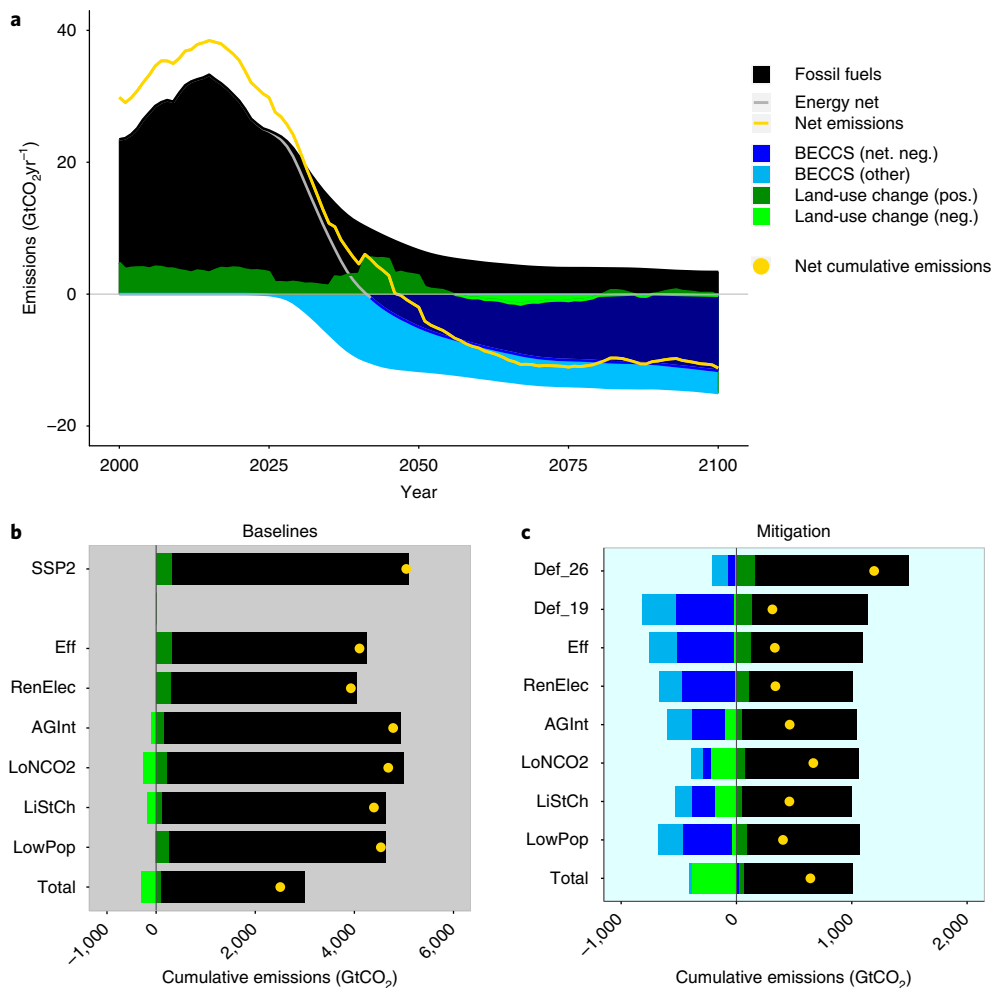 a
Emissions (GtCO2yr−1)
40
20
0
−20
2000 2025 2050 2075 2100
Year
Fossil fuels
Energy net
Net emissions
BECCS (net. neg.)
BECCS (other)
Land-use change (pos.)
Land-use change (neg.)
Net cumulative emissions
b
Baselines
SSP2
Eff
RenElec
AGInt
LoNCO2
LiStCh
LowPop
Total
−1,000 0 2,000 4,000 6,000
Cumulative emissions (GtCO2)
c
Mitigation
Def_26
Def_19
Eff
RenElec
AGInt
LoNCO2
LiStCh
LowPop
Total
−1,000 0 1,000 2,000
Cumulative emissions (GtCO2)